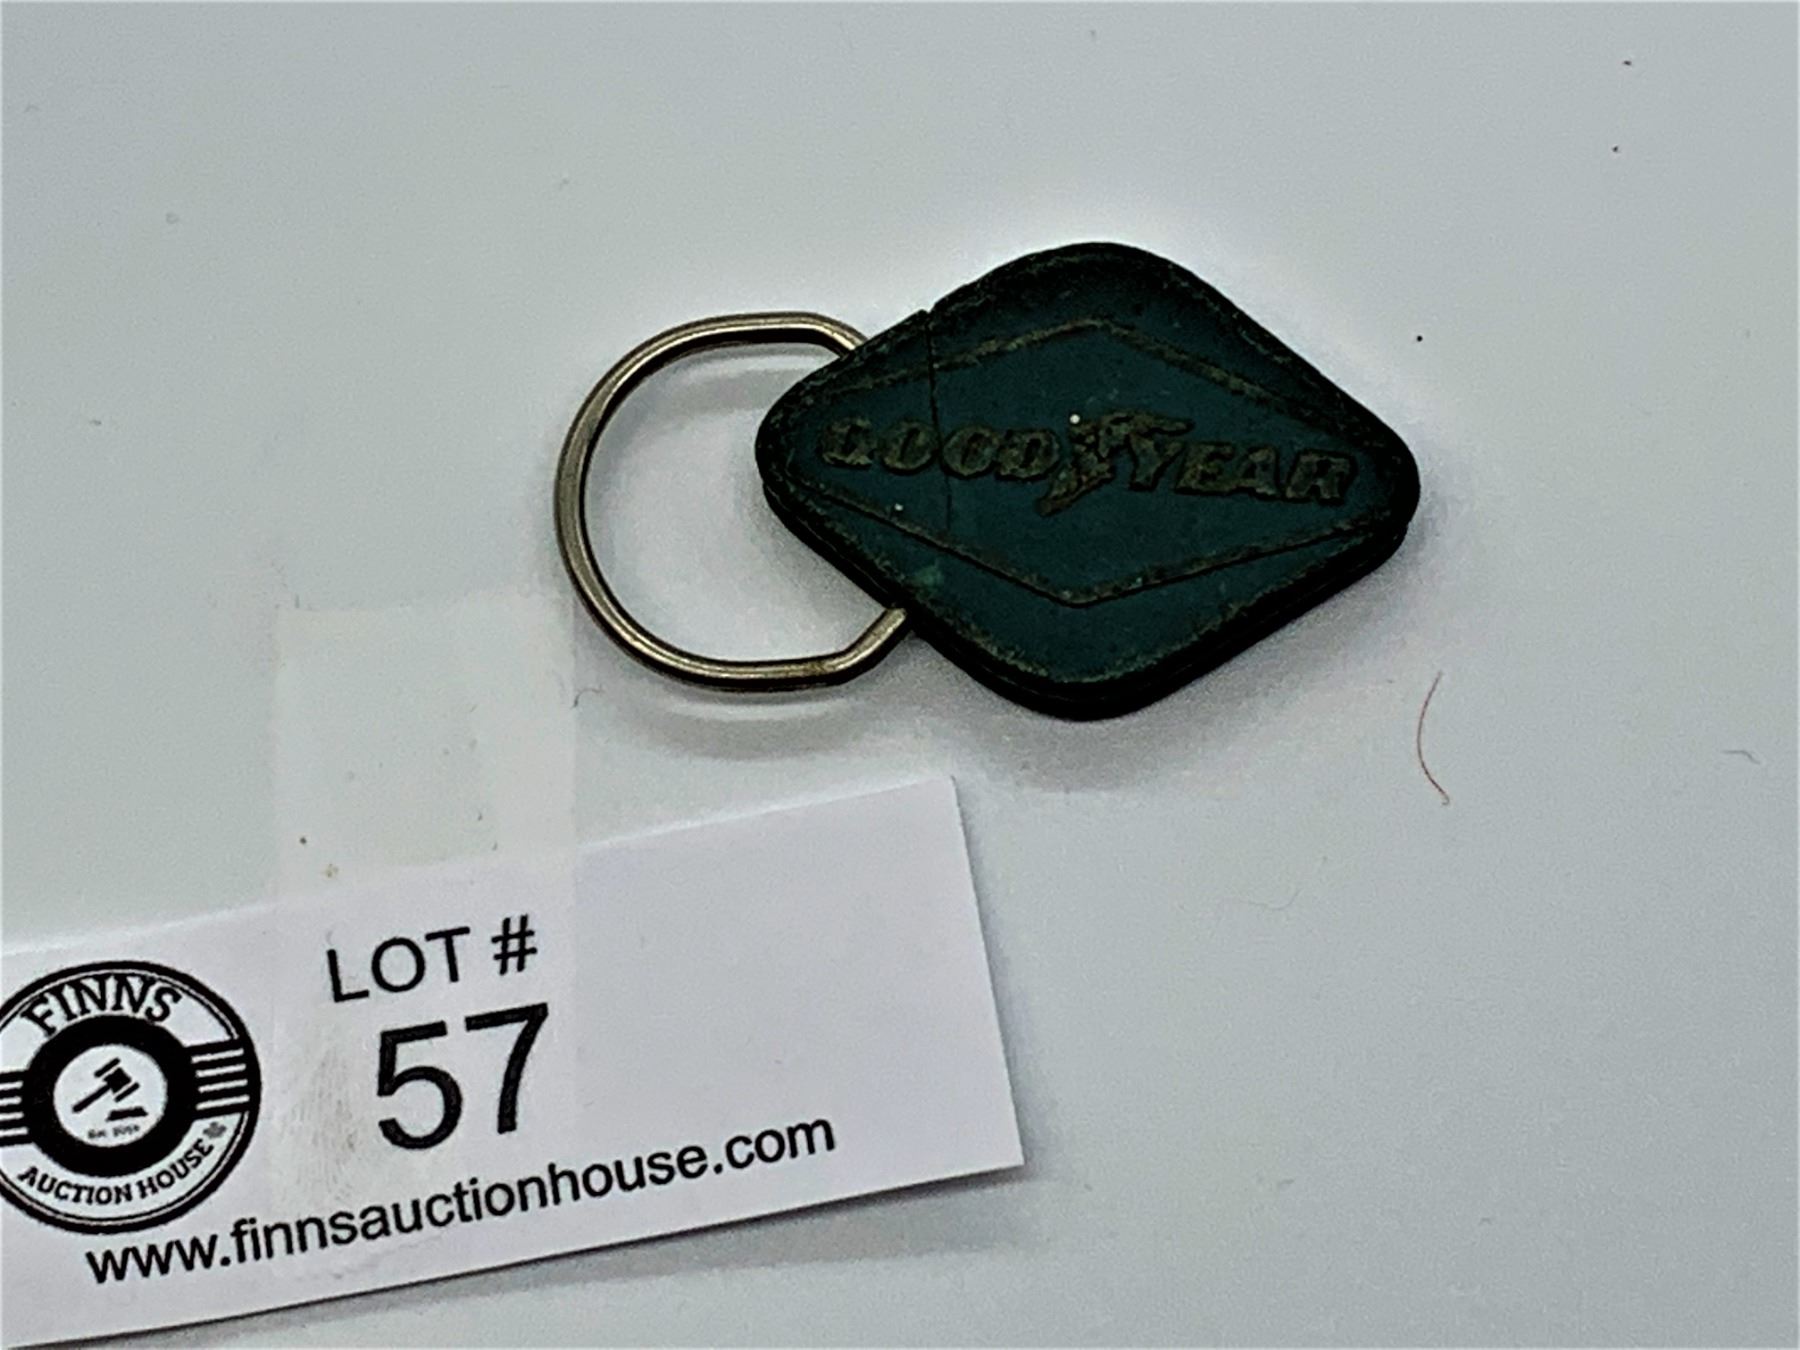 GOODYEAR
LOT #
57
FINNS
AUCTION HOUSE
www.finnsauctionhouse.com